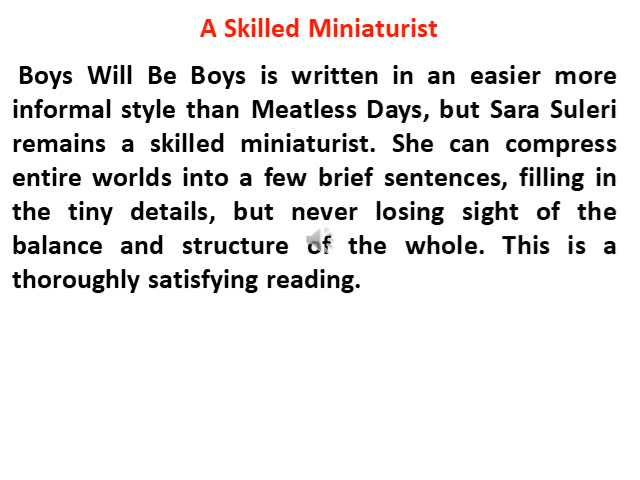 A Skilled Miniaturist
Boys Will Be Boys is written in an easier more
informal style than Meatless Days, but Sara Suleri
remains a skilled miniaturist. She can compress
entire worlds into a few brief sentences, filling in
the tiny details, but never losing sight of the
balance and structure of the whole. This is a
thoroughly satisfying reading.